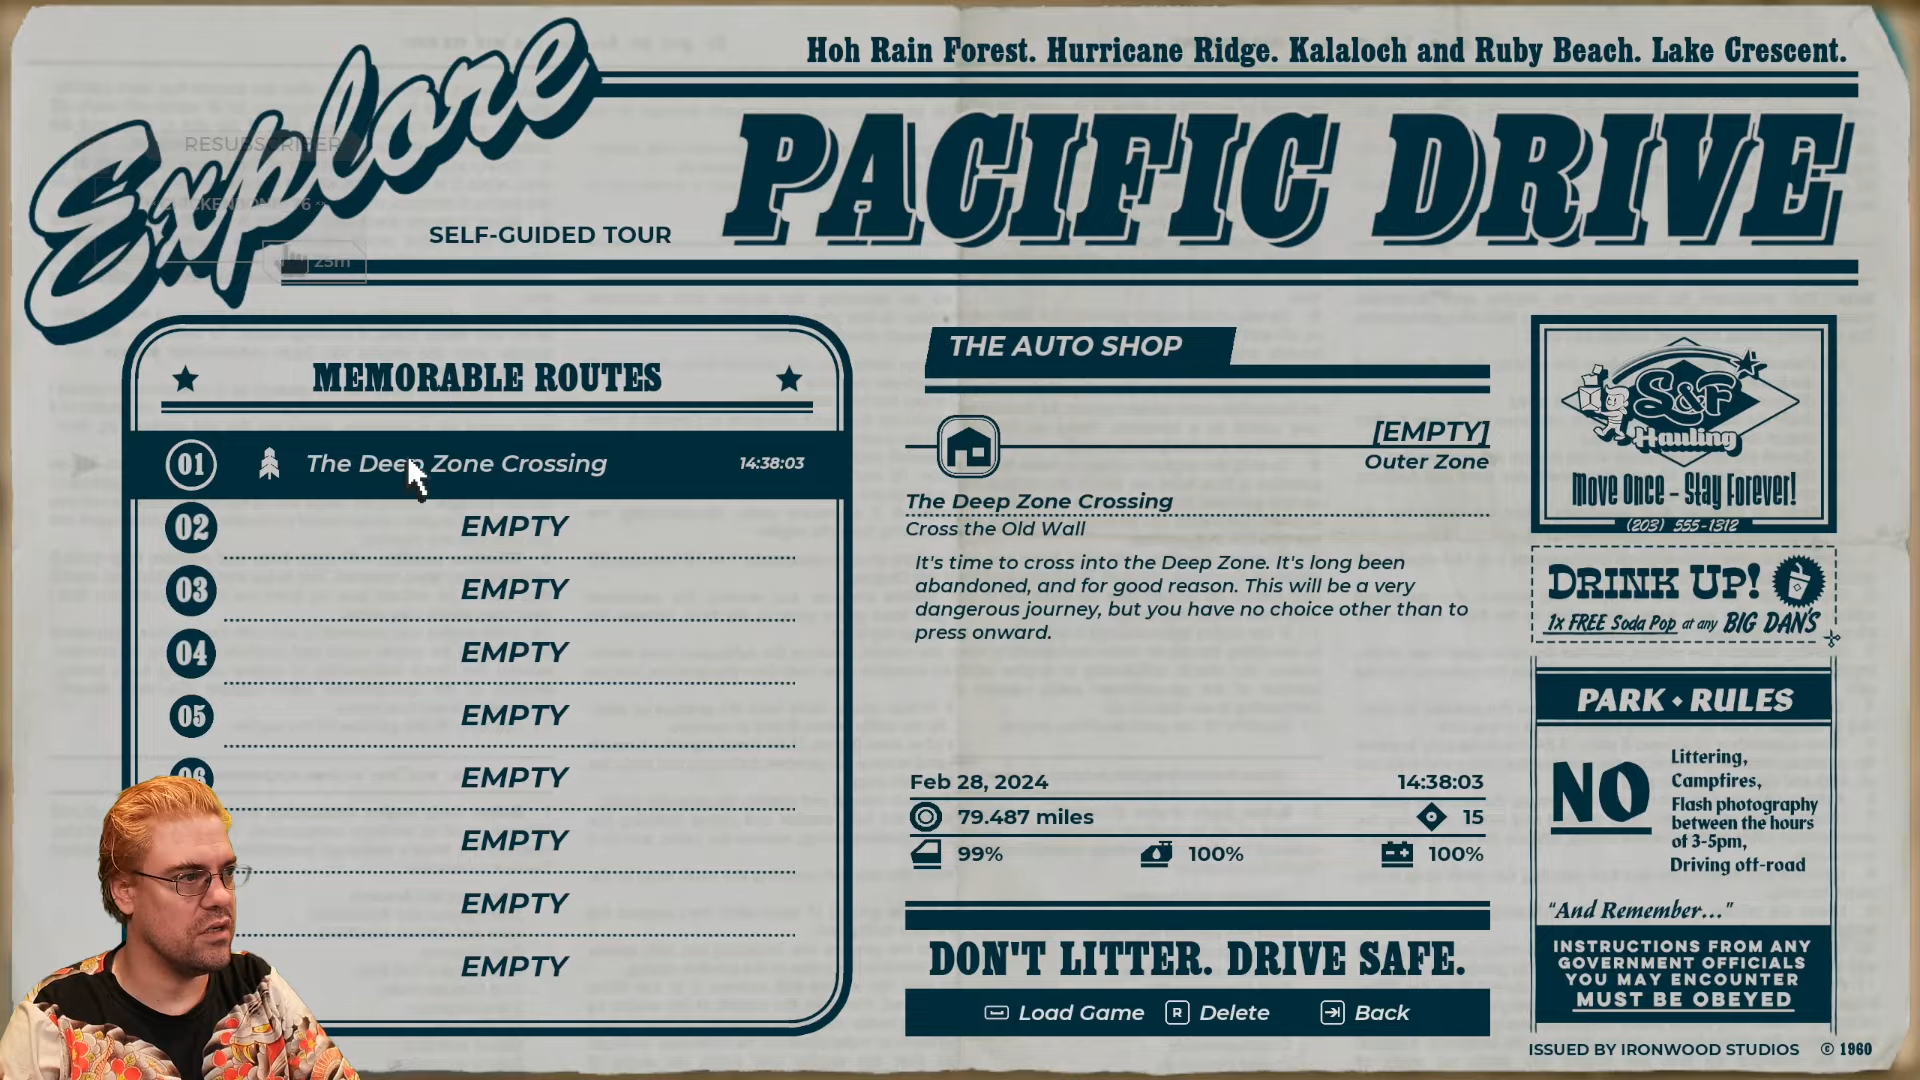 Hoh Rain Forest. Hurricane Ridge. Kalaloch and Ruby Beach. Lake Crescent.
Explore
PACIFIC DRIVE
SELF-GUIDED TOUR
RESUBSCRIBER
25m
MEMORABLE ROUTES
01 The Deep Zone Crossing 14:38:03
02 EMPTY
03 EMPTY
04 EMPTY
05 EMPTY
06 EMPTY
EMPTY
EMPTY
EMPTY
THE AUTO SHOP
[EMPTY]
Outer Zone
The Deep Zone Crossing
Cross the Old Wall
It's time to cross into the Deep Zone. It's long been
abandoned, and for good reason. This will be a very
dangerous journey, but you have no choice other than to
press onward.
Feb 28, 2024 14:38:03
79.487 miles 15
99% 100% 100%
DON'T LITTER. DRIVE SAFE.
Load Game R Delete Back
S&F
Hauling
Move Once - Stay Forever!
(203) 555-1312
DRINK UP!
1x FREE Soda Pop at any BIG DAN'S
PARK • RULES
NO
Littering,
Campfires,
Flash photography
between the hours
of 3-5pm,
Driving off-road
"And Remember..."
INSTRUCTIONS FROM ANY
GOVERNMENT OFFICIALS
YOU MAY ENCOUNTER
MUST BE OBEYED
ISSUED BY IRONWOOD STUDIOS © 1960